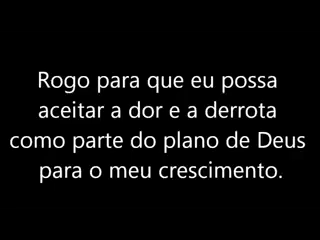 Rogo para que eu possa
aceitar a dor e a derrota
como parte do plano de Deus
para o meu crescimento.